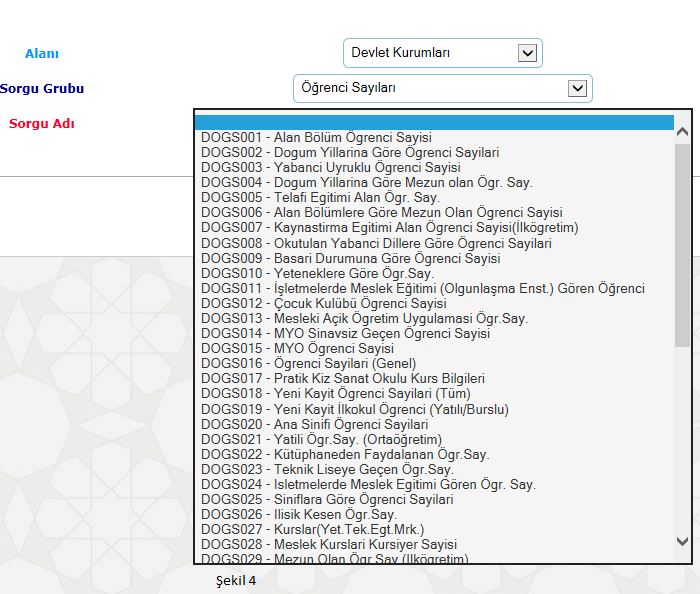 Alanı
Devlet Kurumları
Sorgu Grubu
Öğrenci Sayıları
Sorgu Adı
DOGS001 - Alan Bölüm Ögrenci Sayisi
DOGS002 - Dogum Yillarina Göre Ögrenci Sayilari
DOGS003 - Yabanci Uyruklu Ögrenci Sayisi
DOGS004 - Dogum Yillarina Göre Mezun olan Ögr. Say.
DOGS005 - Telafi Egitimi Alan Ögr. Say.
DOGS006 - Alan Bölümlere Göre Mezun Olan Ögrenci Sayisi
DOGS007 - Kaynastirma Egitimi Alan Ögrenci Sayisi(İlkögretim)
DOGS008 - Okutulan Yabanci Dillere Göre Ögrenci Sayilari
DOGS009 - Basari Durumuna Göre Ögrenci Sayisi
DOGS010 - Yeteneklere Göre Ögr.Say.
DOGS011 - İşletmelerde Meslek Eğitimi (Olgunlaşma Enst.) Gören Öğrenci
DOGS012 - Çocuk Kulübü Ögrenci Sayisi
DOGS013 - Mesleki Açik Ögretim Uygulamasi Ögr.Say.
DOGS014 - MYO Sinavsiz Geçen Ögrenci Sayisi
DOGS015 - MYO Ögrenci Sayisi
DOGS016 - Ögrenci Sayilari (Genel)
DOGS017 - Pratik Kiz Sanat Okulu Kurs Bilgileri
DOGS018 - Yeni Kayit Ögrenci Sayilari (Tüm)
DOGS019 - Yeni Kayit İlkokul Ögrenci (Yatılı/Burslu)
DOGS020 - Ana Sinifi Ögrenci Sayilari
DOGS021 - Yatili Ögr.Say. (Ortaöğretim)
DOGS022 - Kütüphaneden Faydalanan Ögr.Say.
DOGS023 - Teknik Liseye Geçen Ögr.Say.
DOGS024 - Isletmelerde Meslek Egitimi Gören Ögr. Say.
DOGS025 - Siniflara Göre Ögrenci Sayilari
DOGS026 - Ilisik Kesen Ögr.Say.
DOGS027 - Kurslar(Yet.Tek.Egt.Mrk.)
DOGS028 - Meslek Kurslari Kursiyer Sayisi
DOGS029 - Mezun Olan Ögr.Say.(Ilkögretim)
Şekil 4